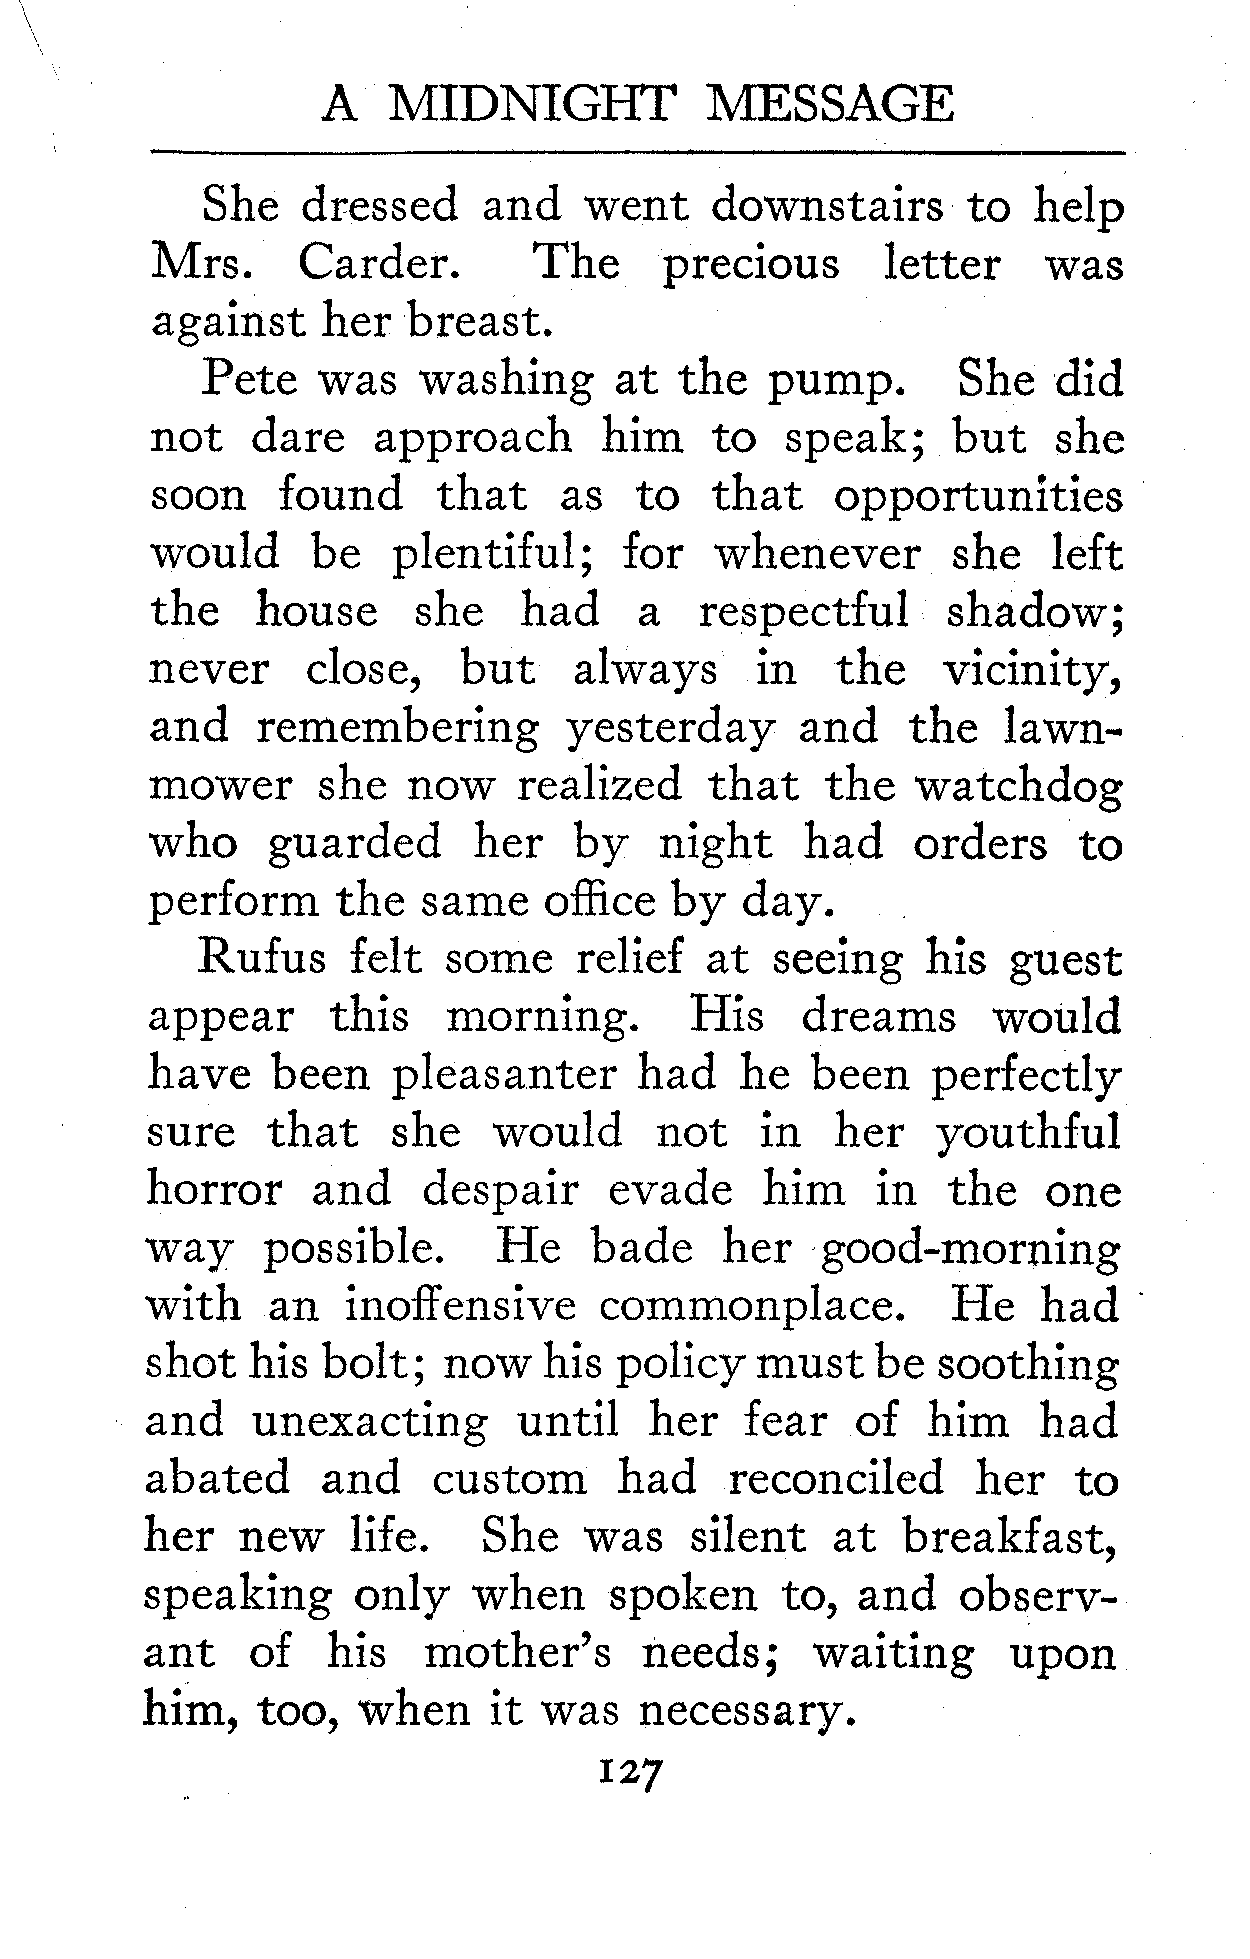 A MIDNIGHT MESSAGE
She dressed and went downstairs to help
Mrs. Carder. The precious letter was
against her breast.
Pete was washing at the pump. She did
not dare approach him to speak; but she
soon found that as to that opportunities
would be plentiful; for whenever she left
the house she had a respectful shadow;
never close, but always in the vicinity,
and remembering yesterday and the lawn-
mower she now realized that the watchdog
who guarded her by night had orders to
perform the same office by day.
Rufus felt some relief at seeing his guest
appear this morning. His dreams would
have been pleasanter had he been perfectly
sure that she would not in her youthful
horror and despair evade him in the one
way possible. He bade her good-morning
with an inoffensive commonplace. He had
shot his bolt; now his policy must be soothing
and unexacting until her fear of him had
abated and custom had reconciled her to
her new life. She was silent at breakfast,
speaking only when spoken to, and observ-
ant of his mother's needs; waiting upon
him, too, when it was necessary.
127